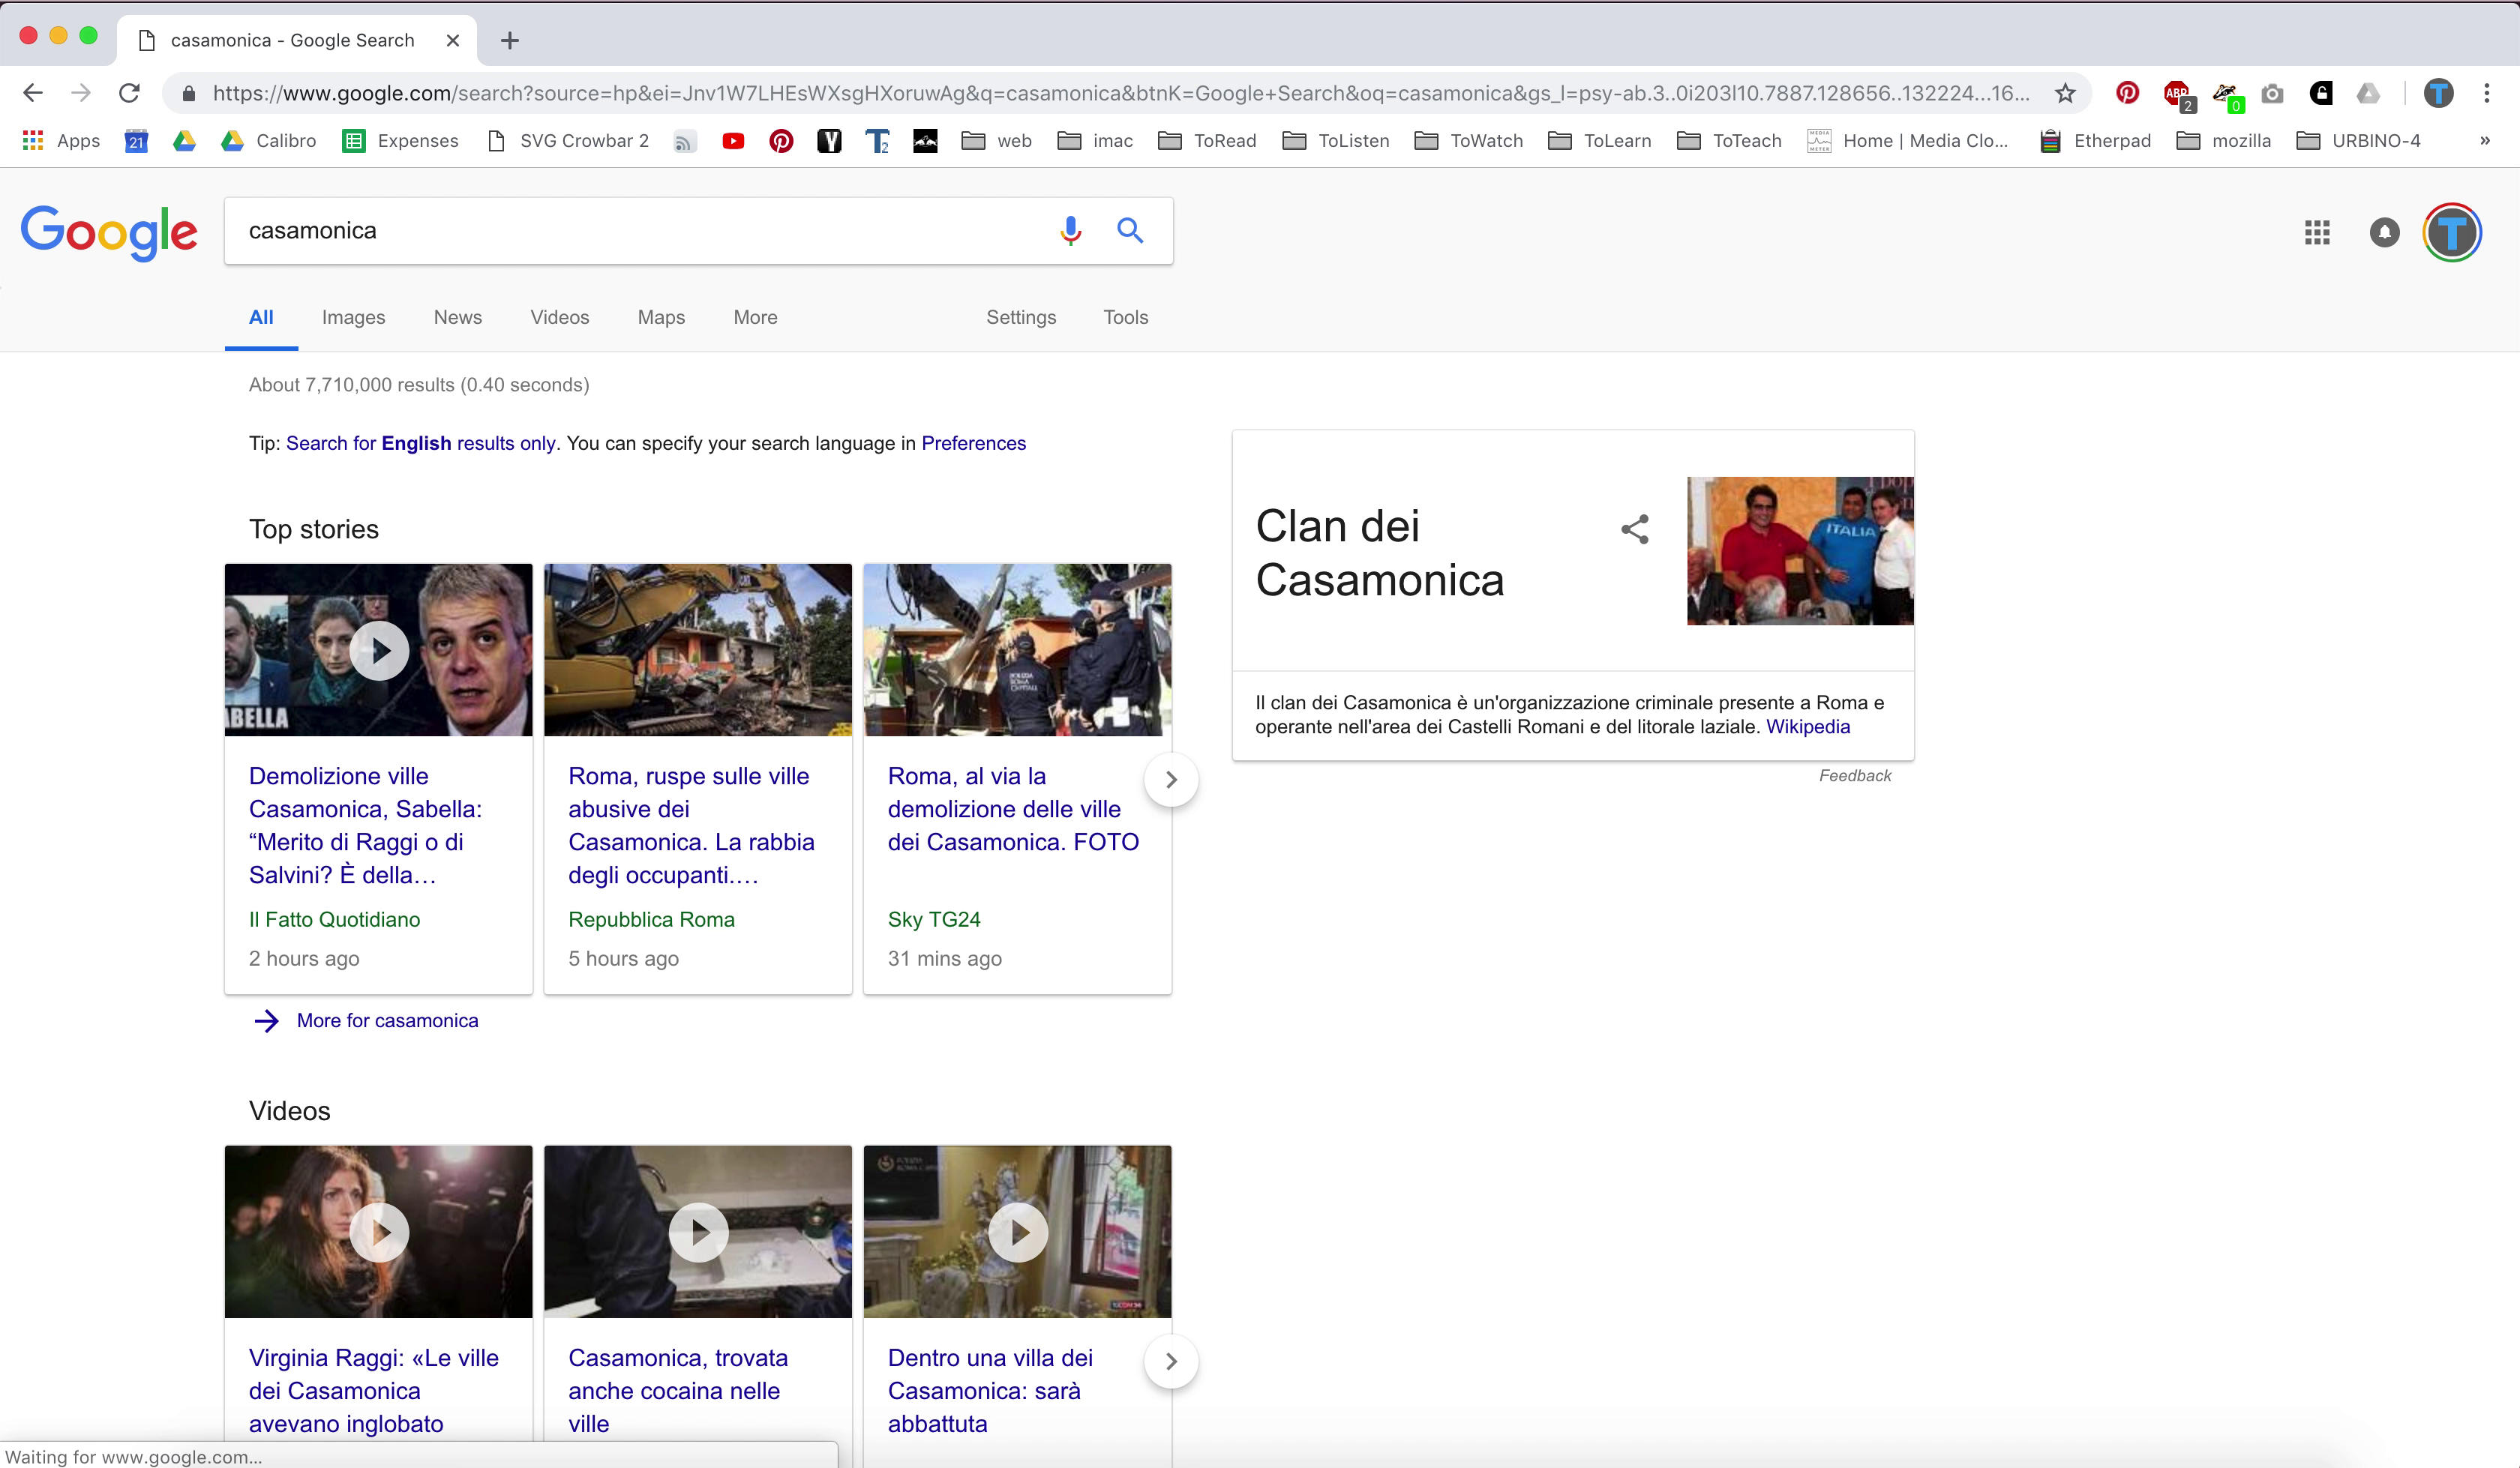 casamonica - Google Search
https://www.google.com/search?source=hp&ei=Jnv1W7LHEsWXsgHXoruwAg&q=casamonica&btnK=Google+Search&oq=casamonica&gs_l=psy-ab.3..0i203l10.7887.128656..132224...16...
ABP
2
0
T
Apps
21
Calibro
Expenses
SVG Crowbar 2
Y
T2
web
imac
ToRead
ToListen
ToWatch
ToLearn
ToTeach
Home | Media Clo...
Etherpad
mozilla
URBINO-4
»
Google
casamonica
T
All
Images
News
Videos
Maps
More
Settings
Tools
About 7,710,000 results (0.40 seconds)
Tip: Search for English results only. You can specify your search language in Preferences
Top stories
ABELLA
Demolizione ville
Casamonica, Sabella:
“Merito di Raggi o di
Salvini? È della…
Il Fatto Quotidiano
2 hours ago
Roma, ruspe sulle ville
abusive dei
Casamonica. La rabbia
degli occupanti.…
Repubblica Roma
5 hours ago
POLIZIA
ROMA
Roma, al via la
demolizione delle ville
dei Casamonica. FOTO
Sky TG24
31 mins ago
More for casamonica
Clan dei
Casamonica
ITALIA
Il clan dei Casamonica è un'organizzazione criminale presente a Roma e
operante nell'area dei Castelli Romani e del litorale laziale. Wikipedia
Feedback
Videos
Virginia Raggi: «Le ville
dei Casamonica
avevano inglobato
Casamonica, trovata
anche cocaina nelle
ville
Dentro una villa dei
Casamonica: sarà
abbattuta
Waiting for www.google.com...